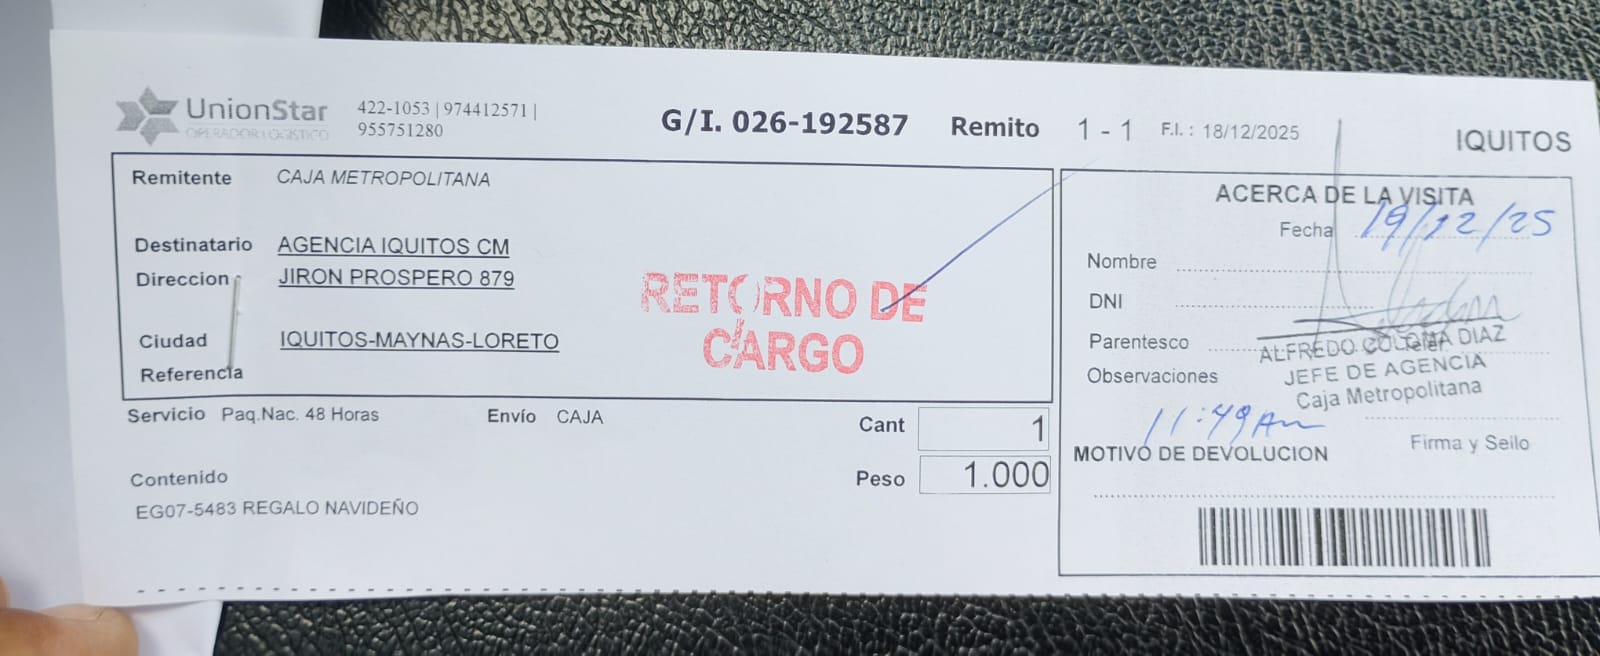 UnionStar
OPERADOR LOGISTICO
422-1053 | 974412571 |
955751280
G/I. 026-192587 Remito 1 - 1 F.I. : 18/12/2025 IQUITOS
Remitente CAJA METROPOLITANA
Destinatario AGENCIA IQUITOS CM
Direccion JIRON PROSPERO 879
Ciudad IQUITOS-MAYNAS-LORETO
Referencia
RETORNO DE
CARGO
Servicio Paq.Nac. 48 Horas Envío CAJA Cant 1
Peso 1.000
Contenido
EG07-5483 REGALO NAVIDEÑO
ACERCA DE LA VISITA
Fecha 19/12/25
Nombre
DNI
Parentesco
ALFREDO COLOMA DIAZ
JEFE DE AGENCIA
Caja Metropolitana
Observaciones
11:49 Am
Firma y Sello
MOTIVO DE DEVOLUCION